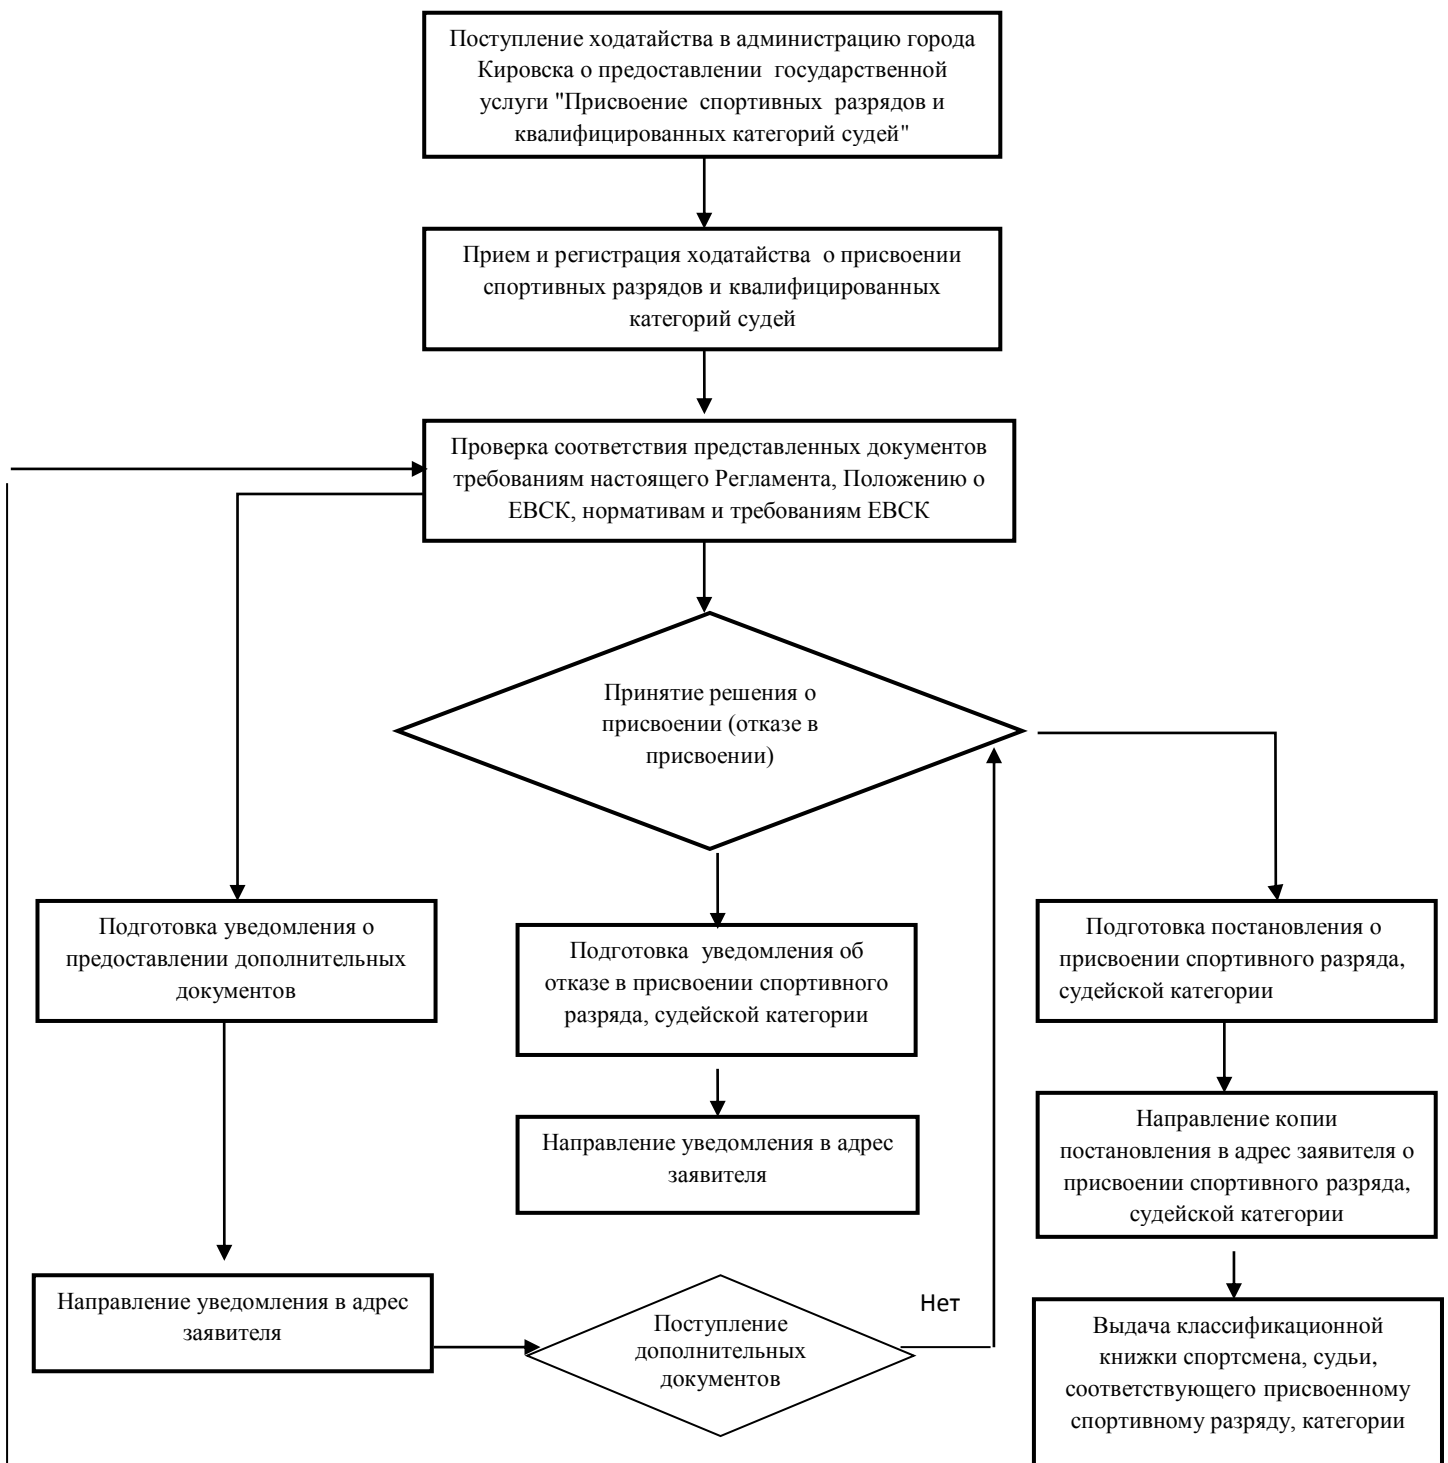 Поступление ходатайства в администрацию города
Кировска о предоставлении государственной
услуги "Присвоение спортивных разрядов и
квалифицированных категорий судей"
Прием и регистрация ходатайства о присвоении
спортивных разрядов и квалифицированных
категорий судей
Проверка соответствия представленных документов
требованиям настоящего Регламента, Положению о
ЕВСК, нормативам и требованиям ЕВСК
Принятие решения о
присвоении (отказе в
присвоении)
Подготовка уведомления о
предоставлении дополнительных
документов
Подготовка уведомления об
отказе в присвоении спортивного
разряда, судейской категории
Подготовка постановления о
присвоении спортивного разряда,
судейской категории
Направление уведомления в адрес
заявителя
Направление копии
постановления в адрес заявителя о
присвоении спортивного разряда,
судейской категории
Направление уведомления в адрес
заявителя
Поступление
дополнительных
документов
Нет
Выдача классификационной
книжки спортсмена, судьи,
соответствующего присвоенному
спортивному разряду, категории